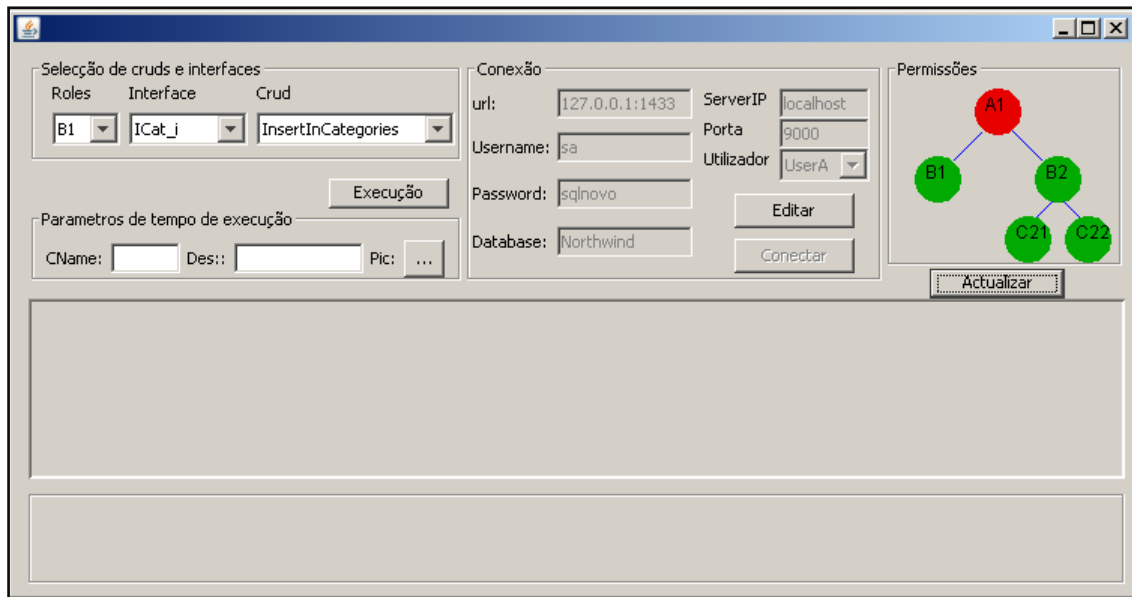 Selecção de cruds e interfaces
Roles Interface Crud
B1 ICat_i InsertInCategories
Execução
Parametros de tempo de execução
CName: Des:: Pic: ...
Conexão
url: 127.0.0.1:1433
Username: sa
Password: sqlnovo
Database: Northwind
ServerIP localhost
Porta 9000
Utilizador UserA
Editar
Conectar
Permissões
A1
B1 B2
C21 C22
Actualizar